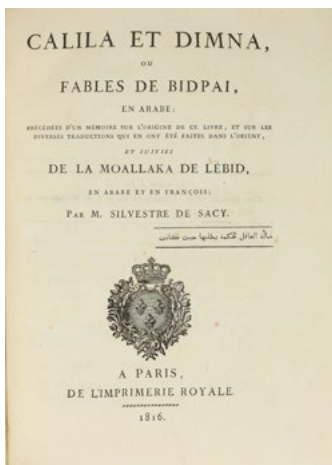 CALILA ET DIMNA,
OU
FABLES DE BIDPAI,
EN ARABE;
PRÉCÉDÉES D'UN MÉMOIRE SUR L'ORIGINE DE CE LIVRE, ET SUR LES
DIVERSES TRADUCTIONS QUI EN ONT ÉTÉ FAITES DANS L'ORIENT,
ET SUIVIES
DE LA MOALLAKA DE LÉBID,
EN ARABE ET EN FRANÇOIS;
PAR M. SILVESTRE DE SACY.
A PARIS,
DE L'IMPRIMERIE ROYALE.
1816.